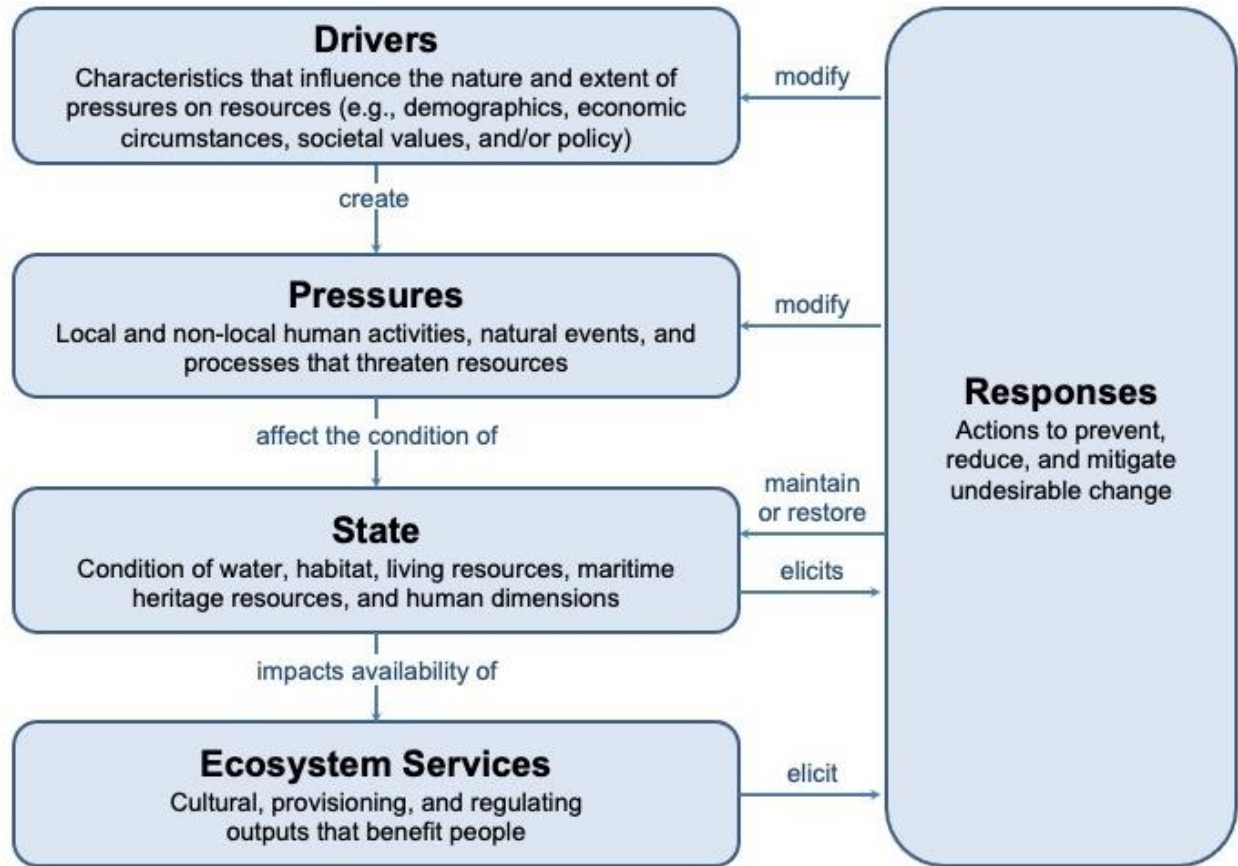 Drivers
Characteristics that influence the nature and extent of
pressures on resources (e.g., demographics, economic
circumstances, societal values, and/or policy)
modify
create
Pressures
Local and non-local human activities, natural events, and
processes that threaten resources
modify
affect the condition of
State
Condition of water, habitat, living resources, maritime
heritage resources, and human dimensions
maintain
or restore
elicits
impacts availability of
Ecosystem Services
Cultural, provisioning, and regulating
outputs that benefit people
elicit
Responses
Actions to prevent,
reduce, and mitigate
undesirable change